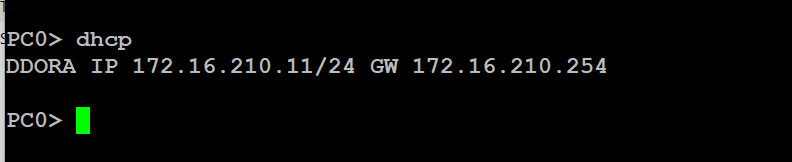 PC0> dhcp
DDORA IP 172.16.210.11/24 GW 172.16.210.254
PC0>